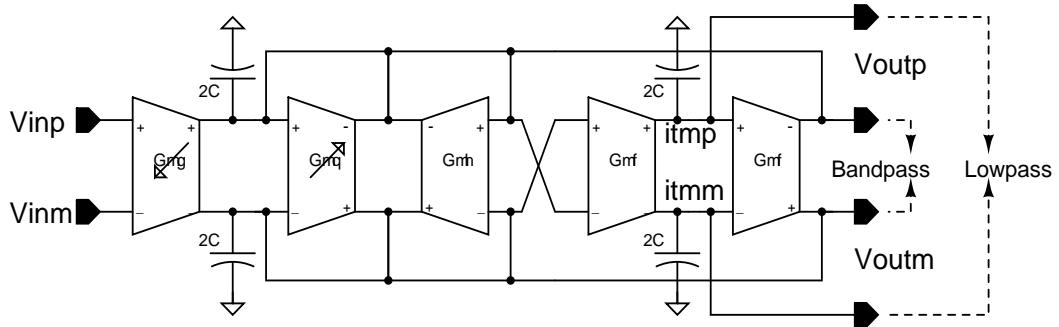 Voutp
2C
2C
Vinp
+
+
+
-
-
+
+
+
itmp
+
-
Gmg
Gmq
Gmh
Gmf
Gmf
Bandpass
Lowpass
Vinm
−
−
−
+
+
−
−
−
itmm
−
+
2C
2C
Voutm